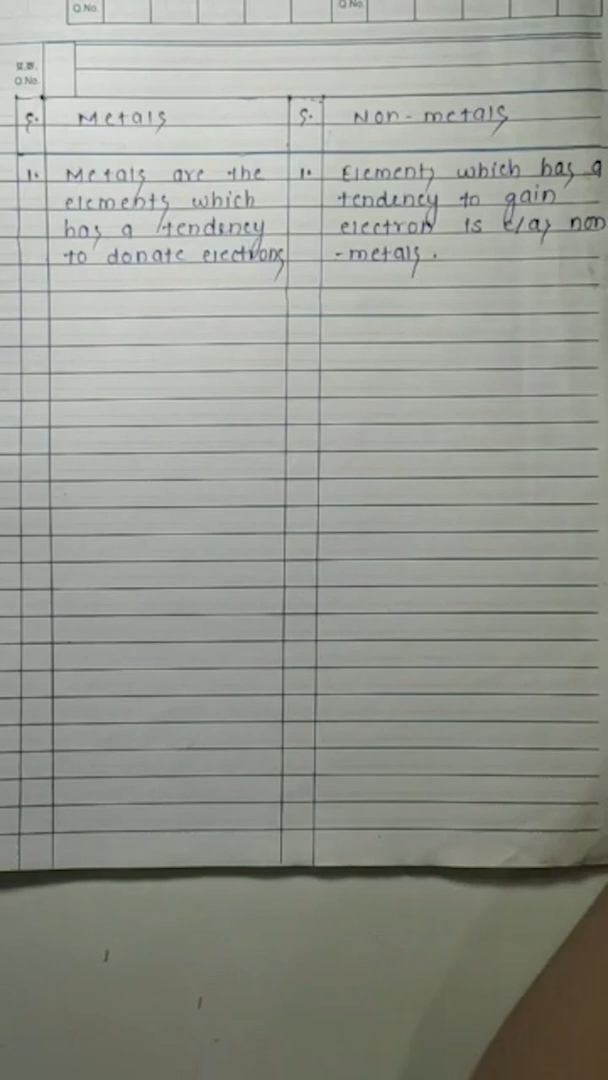 Q.No.
Q.No.
प्र.क्र.
Q.No.
S. Metals S. Non-metals
1. Metals are the 1. Elements which has a
elements which tendency to gain
has a tendency electron is c/as non
to donate electrons -metals.